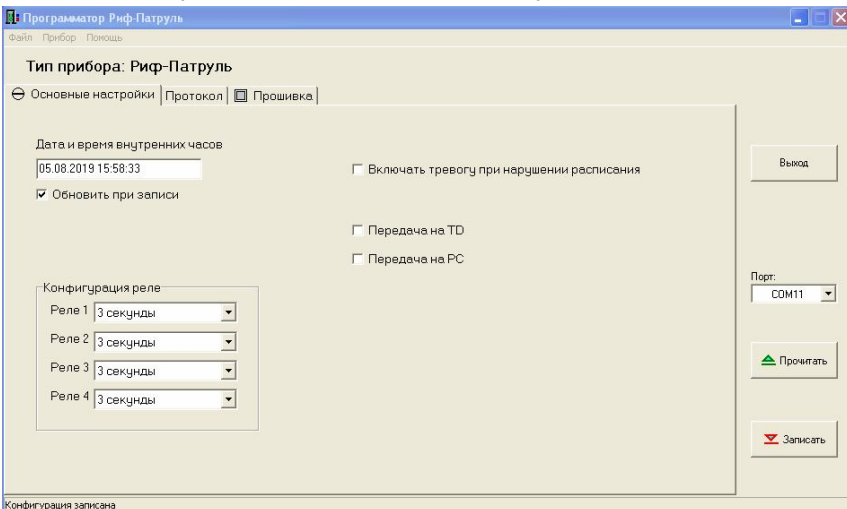 Программатор Риф-Патруль
Файл Прибор Помощь
Тип прибора: Риф-Патруль
Основные настройки Протокол Прошивка
Дата и время внутренних часов
05.08.2019 15:58:33
Обновить при записи
Включать тревогу при нарушении расписания
Передача на TD
Передача на PC
Конфигурация реле
Реле 1 3 секунды
Реле 2 3 секунды
Реле 3 3 секунды
Реле 4 3 секунды
Выход
Порт:
COM11
Прочитать
Записать
Конфигурация записана